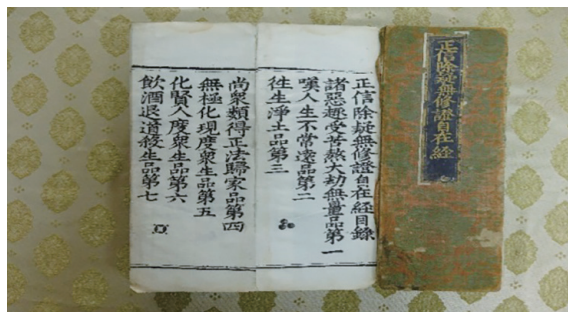 正信除疑無修證自在經
正信除疑無修證自在經目錄
諸惡趣受苦熬大劫無量品第一
嘆人生不常遠品第二
往生淨土品第三
尚衆類得正法歸家品第四
無極化現度衆生品第五
化賢人度衆生品第六
飲酒退道殺生品第七